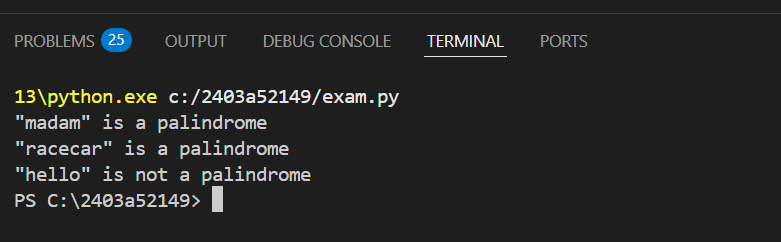 PROBLEMS 25 OUTPUT DEBUG CONSOLE TERMINAL PORTS
13\python.exe c:/2403a52149/exam.py
"madam" is a palindrome
"racecar" is a palindrome
"hello" is not a palindrome
PS C:\2403a52149>